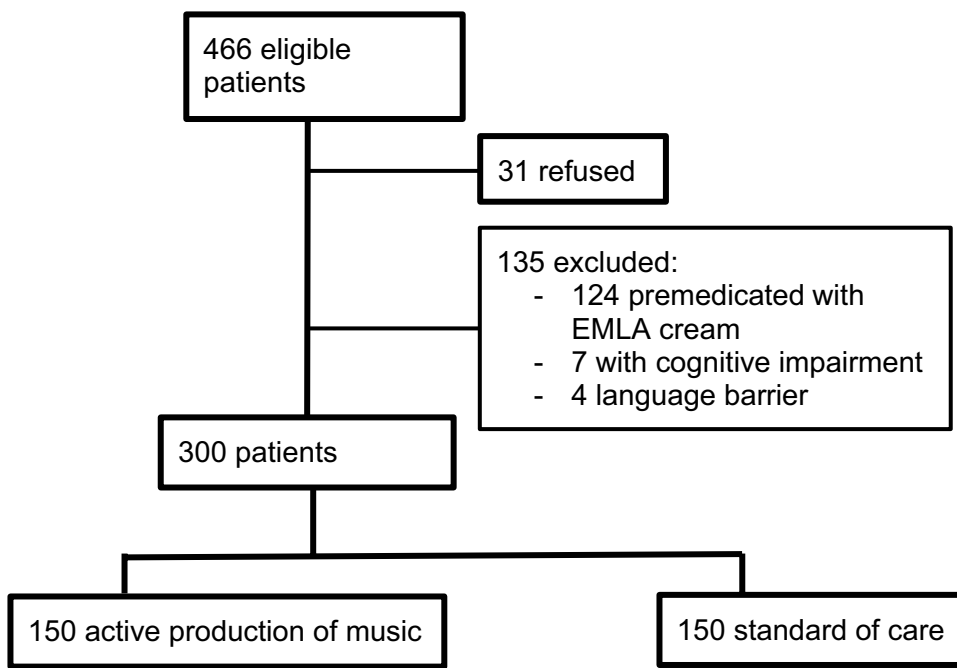 466 eligible
patients
31 refused
135 excluded:
- 124 premedicated with
EMLA cream
- 7 with cognitive impairment
- 4 language barrier
300 patients
150 active production of music
150 standard of care